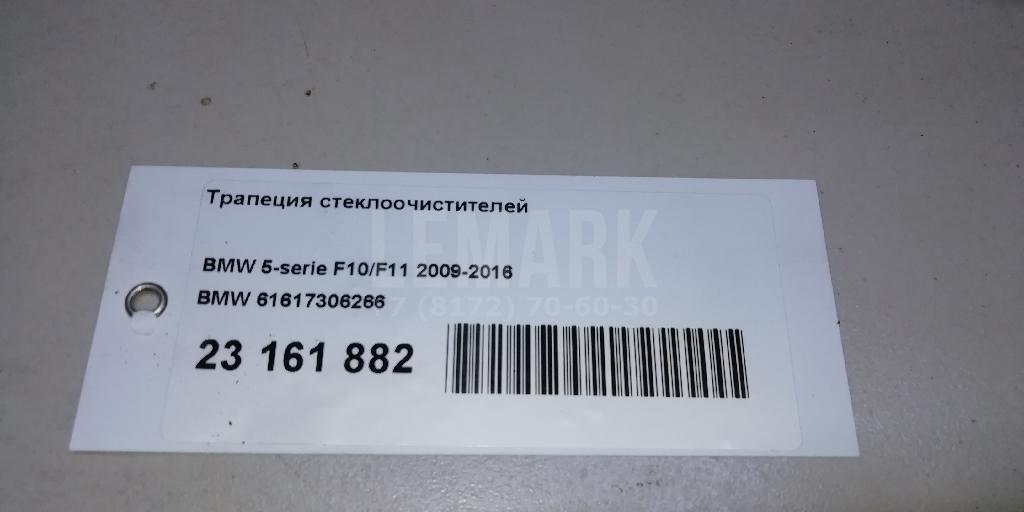 Трапеция стеклоочистителей
LEMARK
BMW 5-serie F10/F11 2009-2016
BMW 61617306266
+7 (8172) 70-60-30
23 161 882